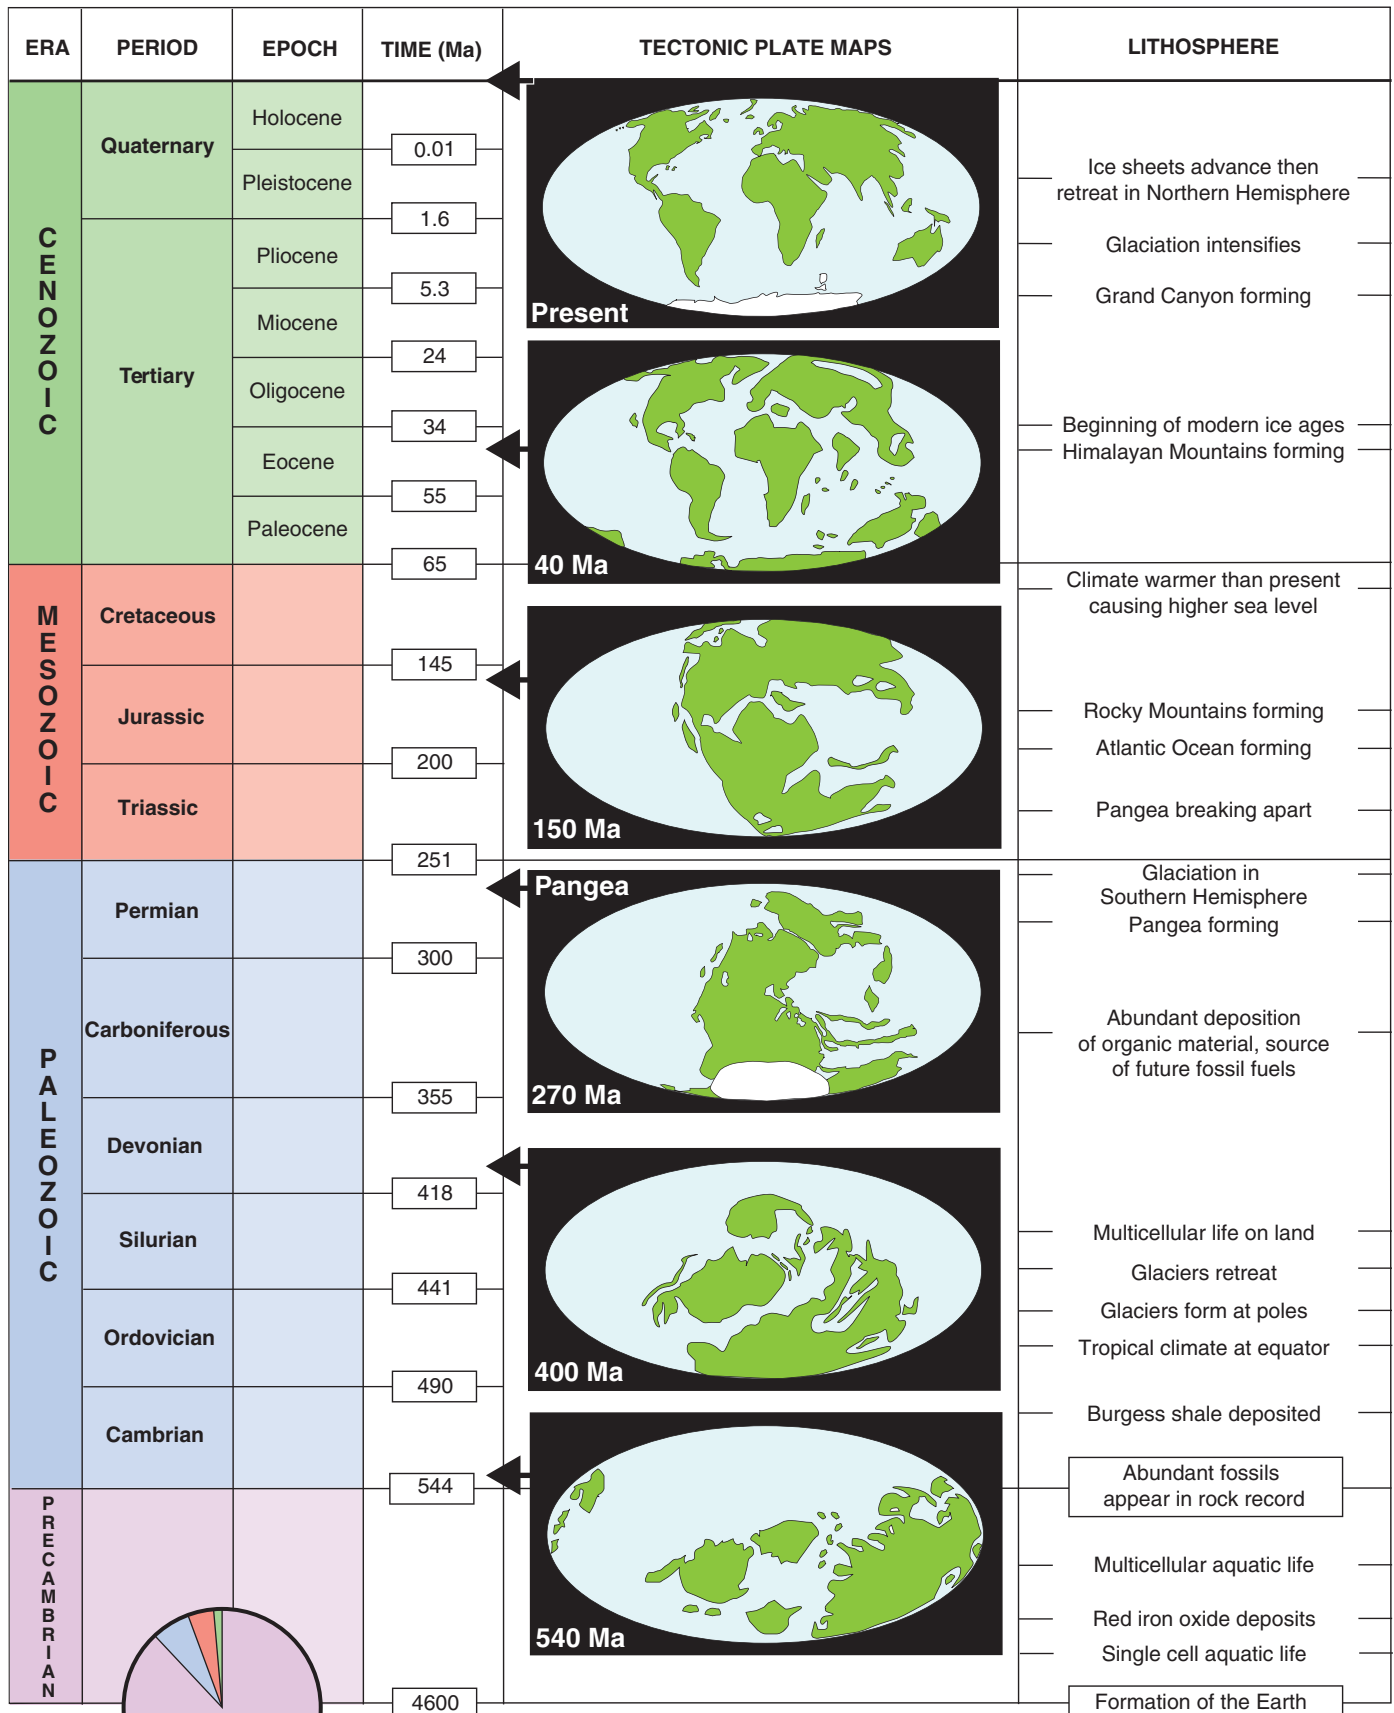 ERA PERIOD EPOCH TIME (Ma) TECTONIC PLATE MAPS LITHOSPHERE
CENOZOIC
Quaternary
Tertiary
Holocene
Pleistocene
Pliocene
Miocene
Oligocene
Eocene
Paleocene
0.01
1.6
5.3
24
34
55
65
Present
40 Ma
Ice sheets advance then
retreat in Northern Hemisphere
Glaciation intensifies
Grand Canyon forming
Beginning of modern ice ages
Himalayan Mountains forming
MESOZOIC
Cretaceous
Jurassic
Triassic
145
200
251
150 Ma
Climate warmer than present
causing higher sea level
Rocky Mountains forming
Atlantic Ocean forming
Pangea breaking apart
PALEOZOIC
Permian
Carboniferous
Devonian
Silurian
Ordovician
Cambrian
300
355
418
441
490
544
Pangea
270 Ma
400 Ma
540 Ma
Glaciation in
Southern Hemisphere
Pangea forming
Abundant deposition
of organic material, source
of future fossil fuels
Multicellular life on land
Glaciers retreat
Glaciers form at poles
Tropical climate at equator
Burgess shale deposited
Abundant fossils
appear in rock record
PRECAMBRIAN
4600
Multicellular aquatic life
Red iron oxide deposits
Single cell aquatic life
Formation of the Earth